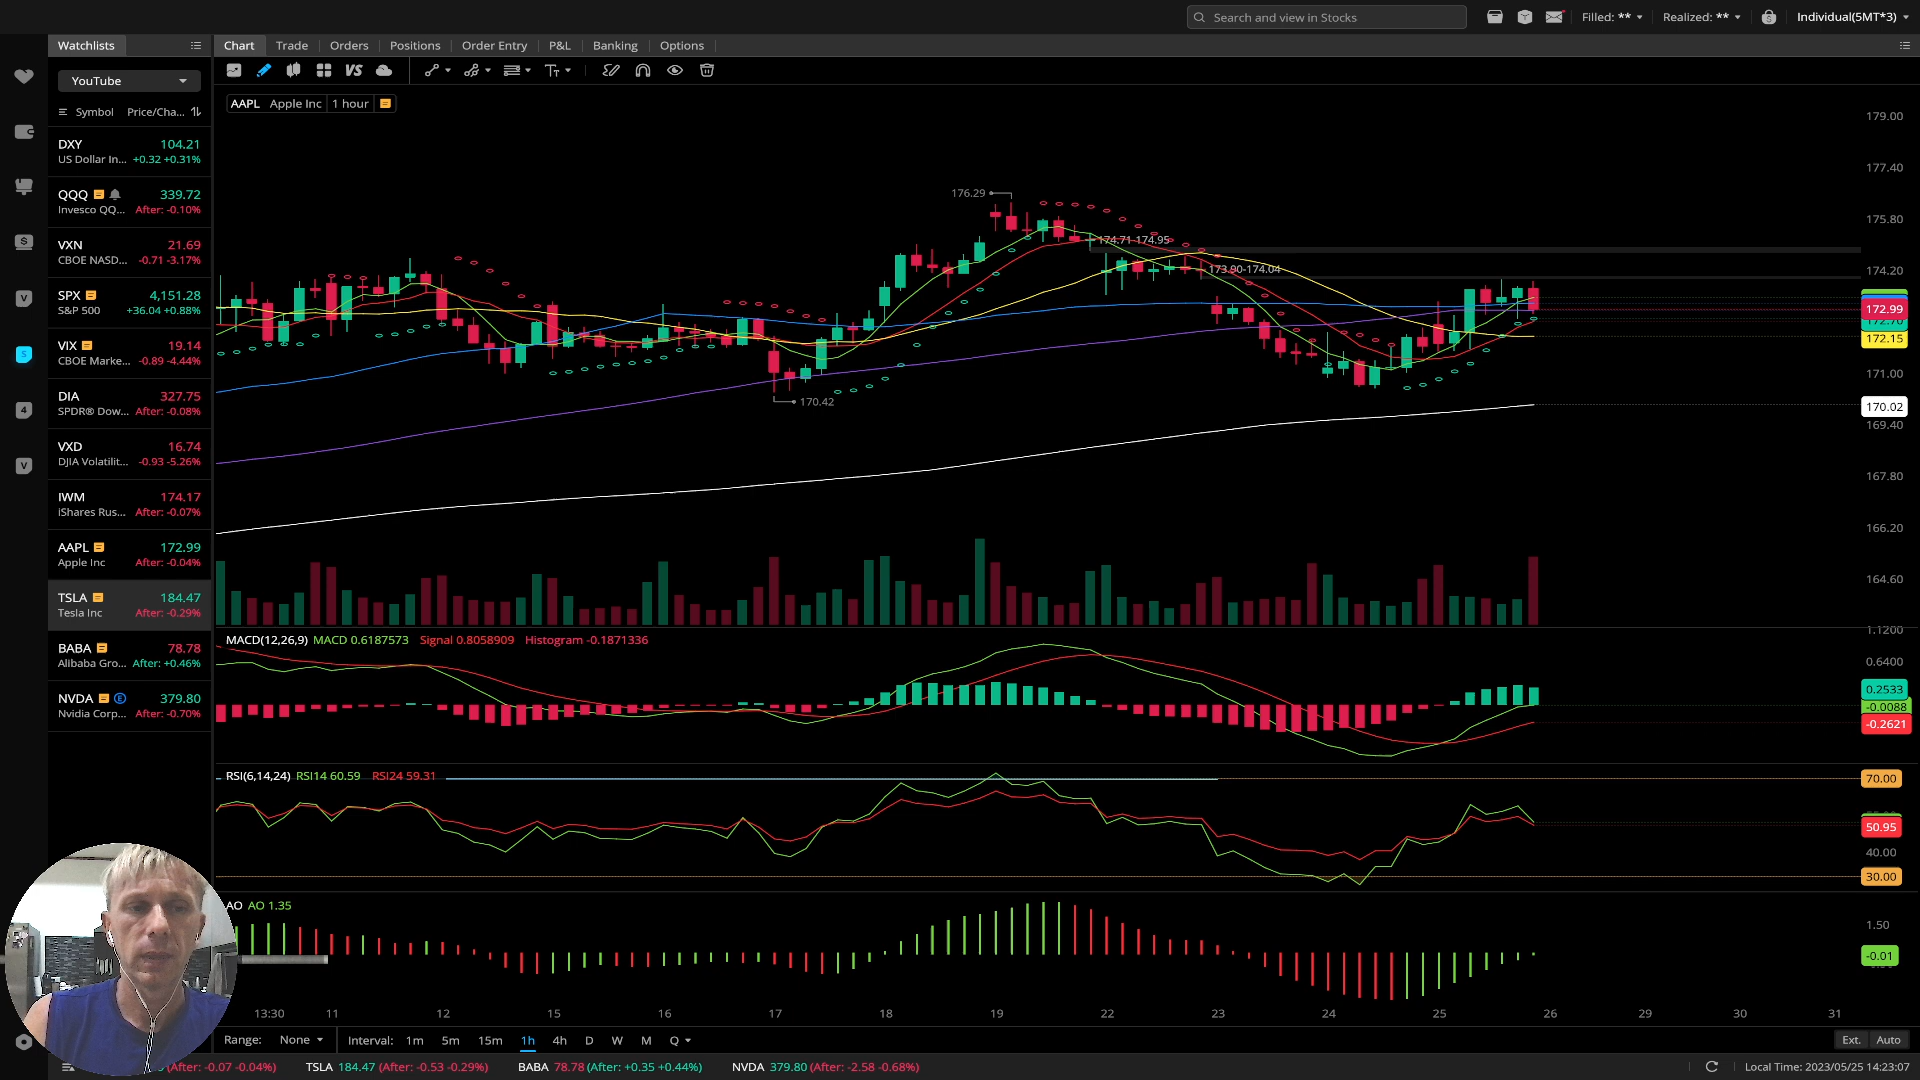 Search and view in Stocks
Filled: **
Realized: **
Individual(5MT*3)
Watchlists
Chart Trade Orders Positions Order Entry P&L Banking Options
YouTube
VS
Symbol Price/Cha...
AAPL Apple Inc 1 hour
DXY 104.21
US Dollar In... +0.32 +0.31%
QQQ 339.72
Invesco QQ... After: -0.10%
VXN 21.69
CBOE NASD... -0.71 -3.17%
SPX 4,151.28
S&P 500 +36.04 +0.88%
VIX 19.14
CBOE Marke... -0.89 -4.44%
DIA 327.75
SPDR® Dow... After: -0.08%
VXD 16.74
DJIA Volatilit... -0.93 -5.26%
IWM 174.17
iShares Rus... After: -0.07%
AAPL 172.99
Apple Inc After: -0.04%
TSLA 184.47
Tesla Inc After: -0.29%
BABA 78.78
Alibaba Gro... After: +0.46%
NVDA E 379.80
Nvidia Corp... After: -0.70%
176.29
174.71-174.95
173.90-174.04
170.42
179.00
177.40
175.80
174.20
172.99
172.15
171.00
170.02
169.40
167.80
166.20
164.60
MACD(12,26,9) MACD 0.6187573 Signal 0.8058909 Histogram -0.1871336
1.1200
0.6400
0.2533
-0.0088
-0.2621
RSI(6,14,24) RSI14 60.59 RSI24 59.31
70.00
50.95
40.00
30.00
AO AO 1.35
1.50
-0.01
13:30 11 12 15 16 17 18 19 22 23 24 25 26 29 30 31
Range: None Interval: 1m 5m 15m 1h 4h D W M Q
Ext. Auto
(After: -0.07 -0.04%) TSLA 184.47 (After: -0.53 -0.29%) BABA 78.78 (After: +0.35 +0.44%) NVDA 379.80 (After: -2.58 -0.68%)
Local Time: 2023/05/25 14:23:07